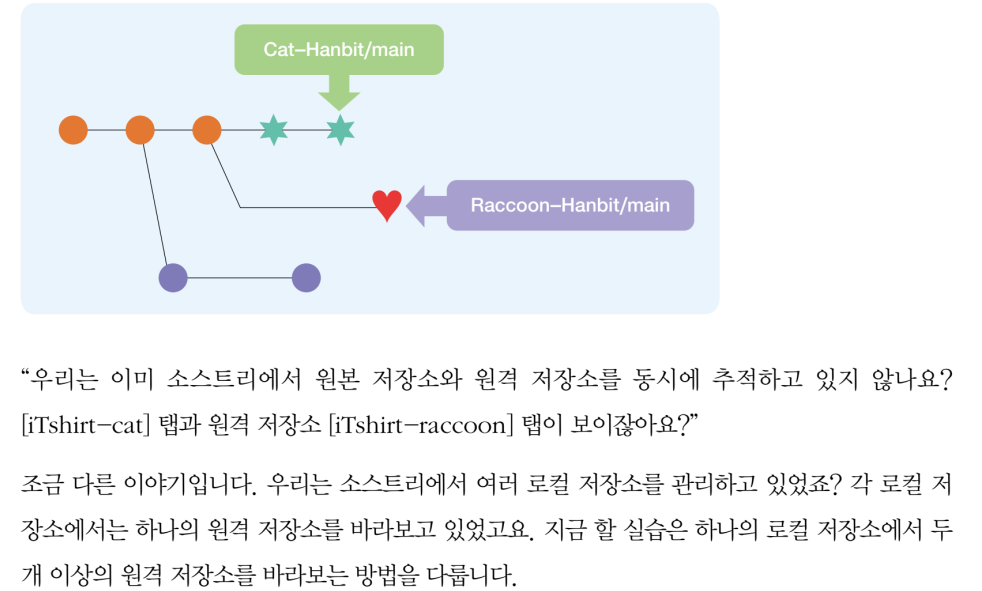 Cat–Hanbit/main
Raccoon–Hanbit/main
“우리는 이미 소스트리에서 원본 저장소와 원격 저장소를 동시에 추적하고 있지 않나요?
[iTshirt–cat] 탭과 원격 저장소 [iTshirt–raccoon] 탭이 보이잖아요?”
조금 다른 이야기입니다. 우리는 소스트리에서 여러 로컬 저장소를 관리하고 있었죠? 각 로컬 저
장소에서는 하나의 원격 저장소를 바라보고 있었고요. 지금 할 실습은 하나의 로컬 저장소에서 두
개 이상의 원격 저장소를 바라보는 방법을 다룹니다.